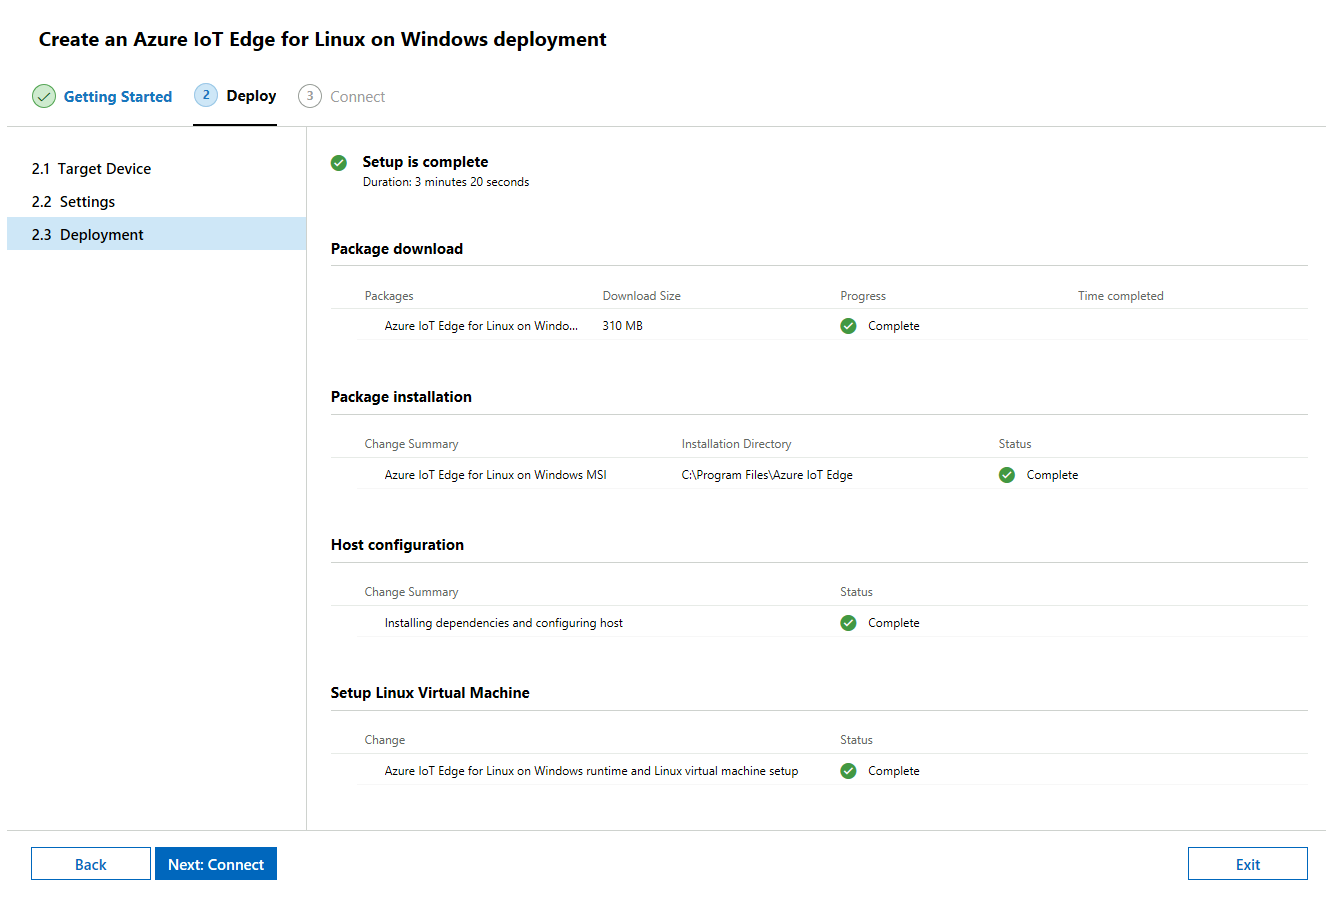 Create an Azure IoT Edge for Linux on Windows deployment
Getting Started
2 Deploy
3 Connect
2.1 Target Device
2.2 Settings
2.3 Deployment
Setup is complete
Duration: 3 minutes 20 seconds
Package download
Packages Download Size Progress Time completed
Azure IoT Edge for Linux on Windo... 310 MB Complete
Package installation
Change Summary Installation Directory Status
Azure IoT Edge for Linux on Windows MSI C:\Program Files\Azure IoT Edge Complete
Host configuration
Change Summary Status
Installing dependencies and configuring host Complete
Setup Linux Virtual Machine
Change Status
Azure IoT Edge for Linux on Windows runtime and Linux virtual machine setup Complete
Back Next: Connect Exit